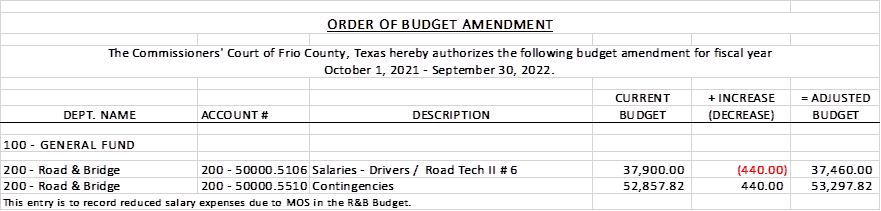 ORDER OF BUDGET AMENDMENT
The Commissioners' Court of Frio County, Texas hereby authorizes the following budget amendment for fiscal year
October 1, 2021 - September 30, 2022.
CURRENT + INCREASE = ADJUSTED
DEPT. NAME ACCOUNT # DESCRIPTION BUDGET (DECREASE) BUDGET
100 - GENERAL FUND
200 - Road & Bridge 200 - 50000.5106 Salaries - Drivers / Road Tech II # 6 37,900.00 (440.00) 37,460.00
200 - Road & Bridge 200 - 50000.5510 Contingencies 52,857.82 440.00 53,297.82
This entry is to record reduced salary expenses due to MOS in the R&B Budget.